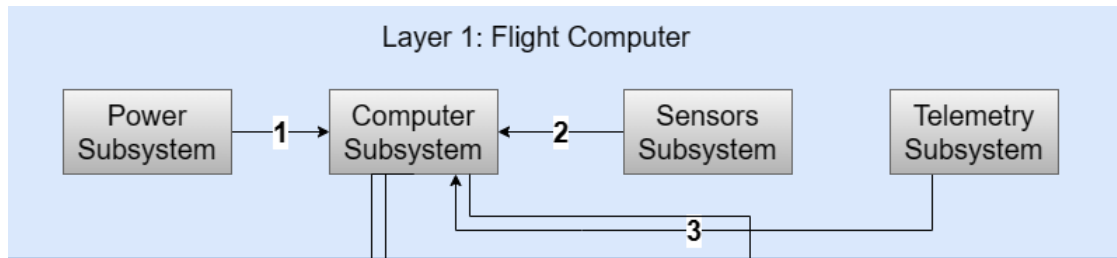 Layer 1: Flight Computer
Power
Subsystem
1
Computer
Subsystem
2
Sensors
Subsystem
Telemetry
Subsystem
3